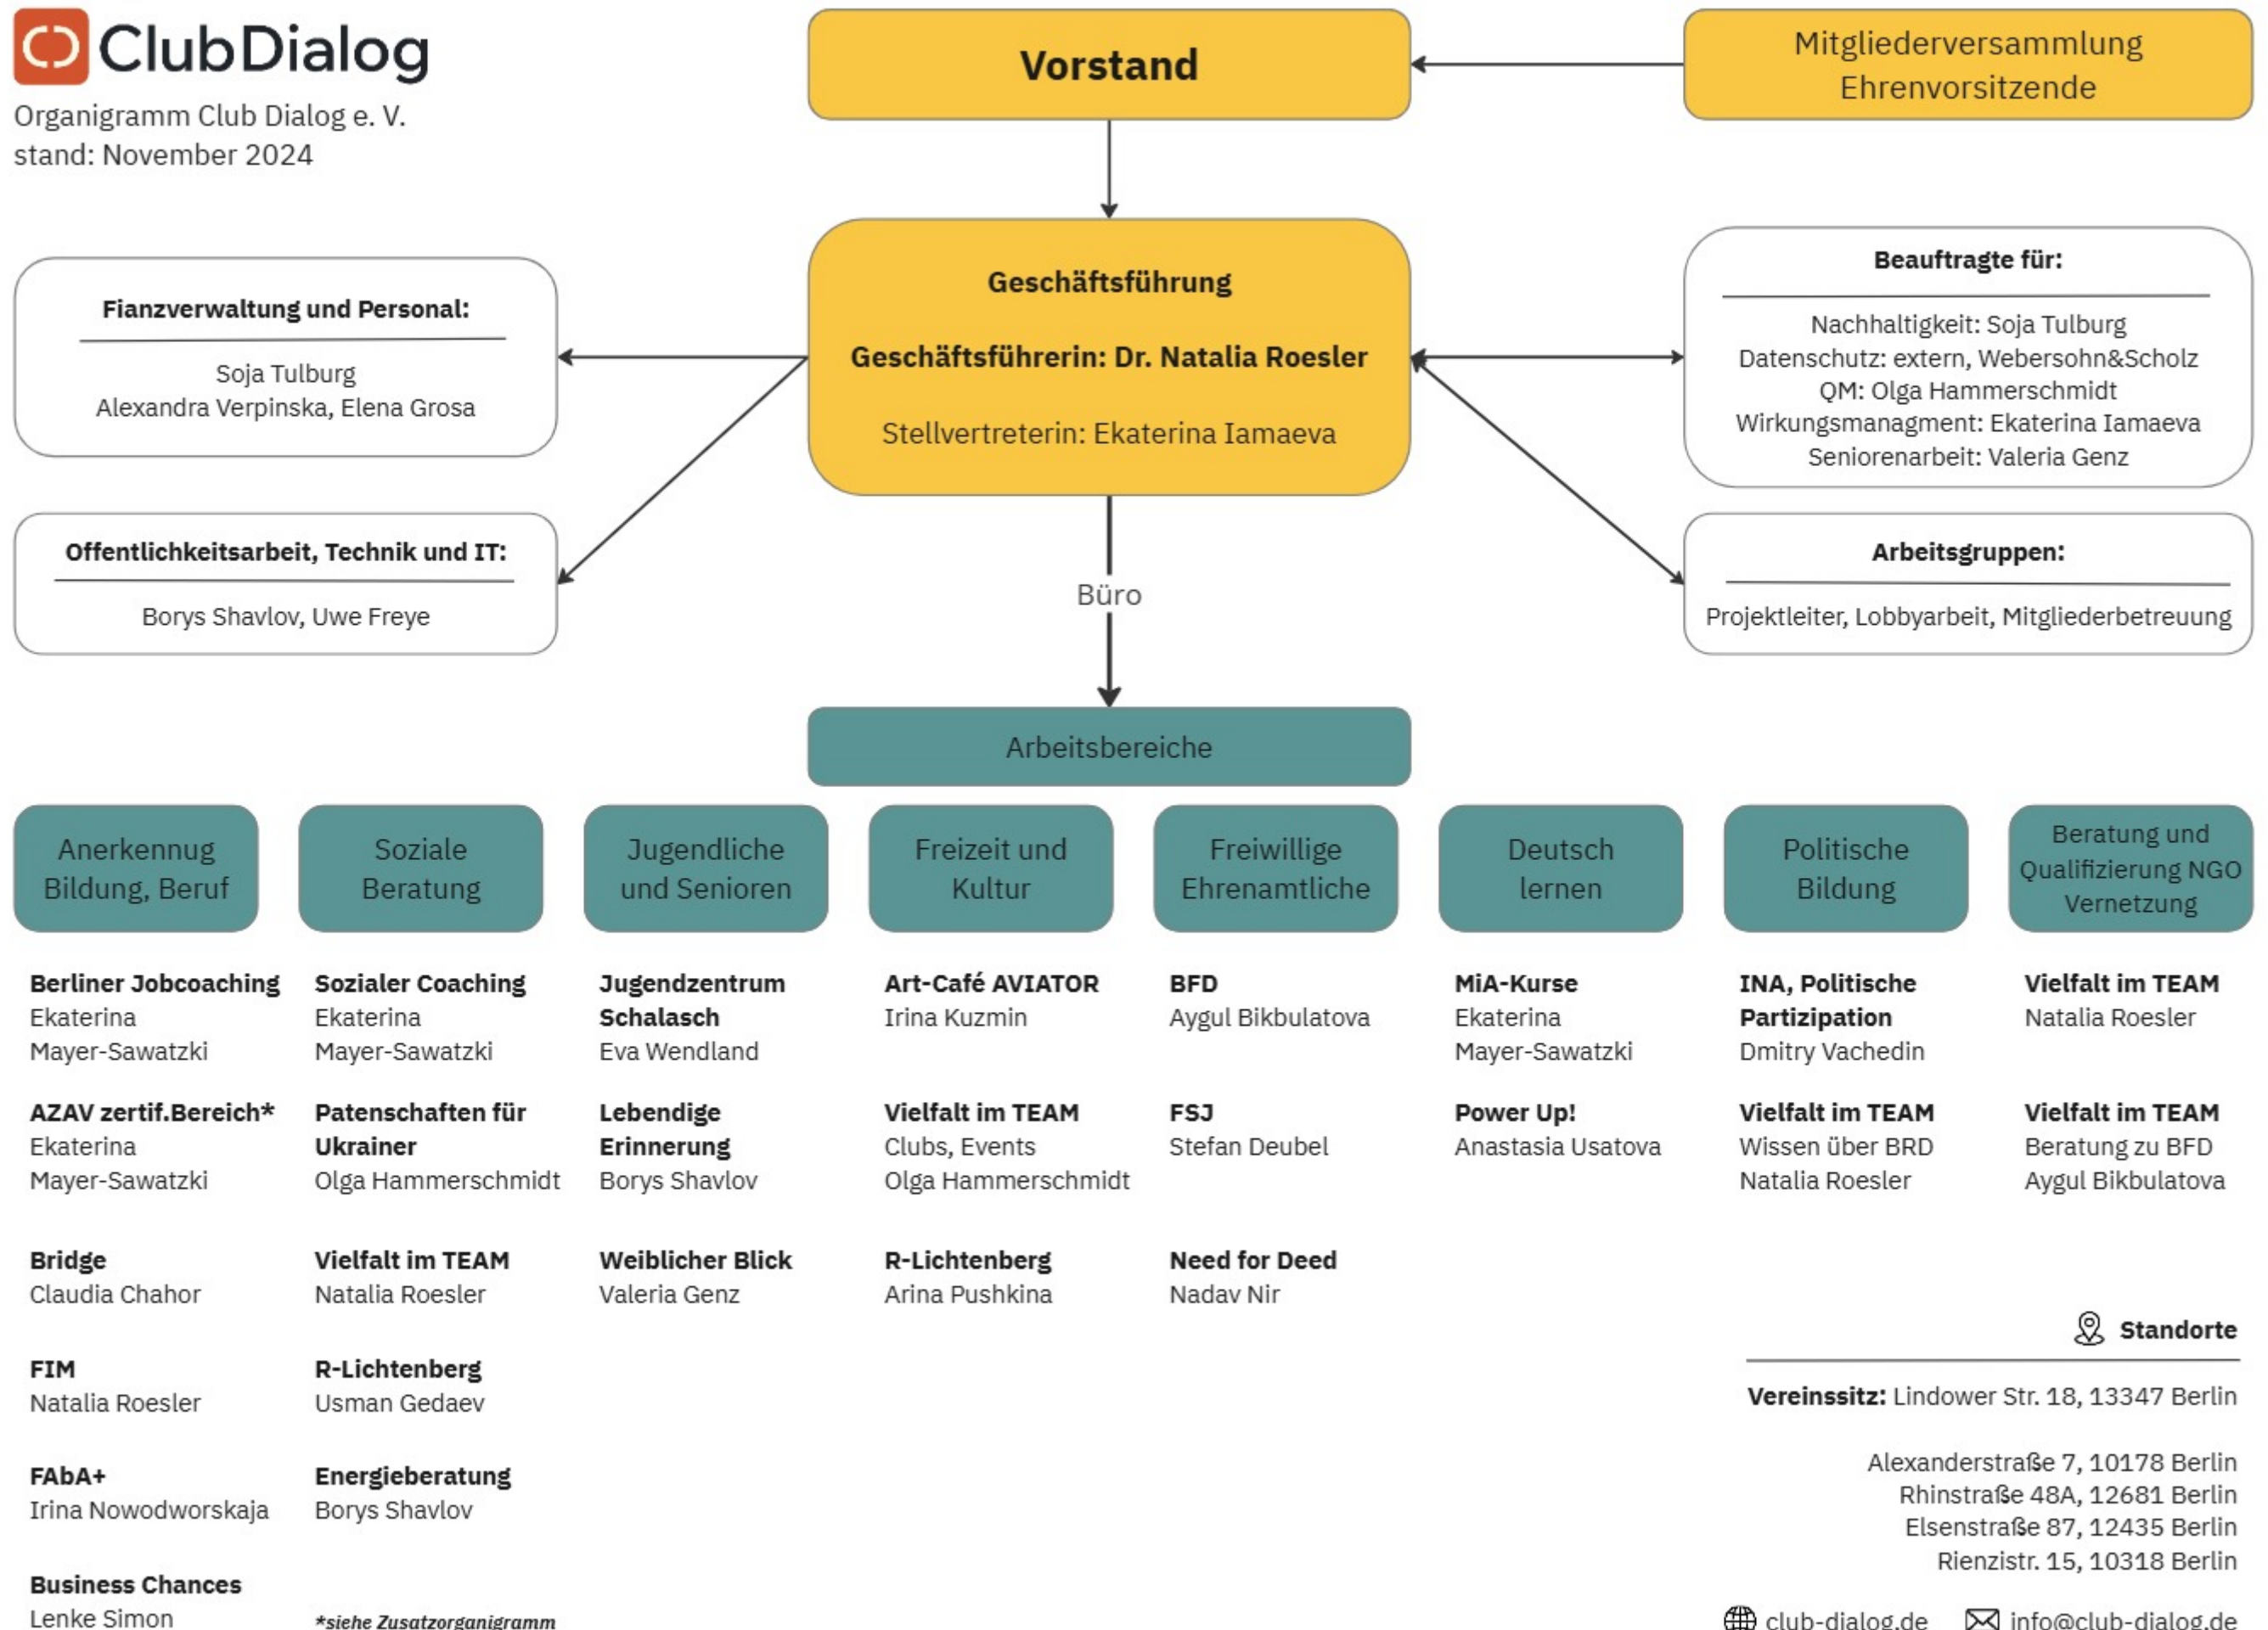 ClubDialog
Organigramm Club Dialog e. V.
stand: November 2024
Vorstand
Mitgliederversammlung
Ehrenvorsitzende
Geschäftsführung
Geschäftsführerin: Dr. Natalia Roesler
Stellvertreterin: Ekaterina Iamaeva
Fianzverwaltung und Personal:
Soja Tulburg
Alexandra Verpinska, Elena Grosa
Offentlichkeitsarbeit, Technik und IT:
Borys Shavlov, Uwe Freye
Beauftragte für:
Nachhaltigkeit: Soja Tulburg
Datenschutz: extern, Webersohn&Scholz
QM: Olga Hammerschmidt
Wirkungsmanagment: Ekaterina Iamaeva
Seniorenarbeit: Valeria Genz
Arbeitsgruppen:
Projektleiter, Lobbyarbeit, Mitgliederbetreuung
Büro
Arbeitsbereiche
Anerkennug
Bildung, Beruf
Berliner Jobcoaching
Ekaterina
Mayer-Sawatzki
AZAV zertif.Bereich*
Ekaterina
Mayer-Sawatzki
Bridge
Claudia Chahor
FIM
Natalia Roesler
FAbA+
Irina Nowodworskaja
Business Chances
Lenke Simon
Soziale
Beratung
Sozialer Coaching
Ekaterina
Mayer-Sawatzki
Patenschaften für
Ukrainer
Olga Hammerschmidt
Vielfalt im TEAM
Natalia Roesler
R-Lichtenberg
Usman Gedaev
Energieberatung
Borys Shavlov
*siehe Zusatzorganigramm
Jugendliche
und Senioren
Jugendzentrum
Schalasch
Eva Wendland
Lebendige
Erinnerung
Borys Shavlov
Weiblicher Blick
Valeria Genz
Freizeit und
Kultur
Art-Café AVIATOR
Irina Kuzmin
Vielfalt im TEAM
Clubs, Events
Olga Hammerschmidt
R-Lichtenberg
Arina Pushkina
Freiwillige
Ehrenamtliche
BFD
Aygul Bikbulatova
FSJ
Stefan Deubel
Need for Deed
Nadav Nir
Deutsch
lernen
MiA-Kurse
Ekaterina
Mayer-Sawatzki
Power Up!
Anastasia Usatova
Politische
Bildung
INA, Politische
Partizipation
Dmitry Vachedin
Vielfalt im TEAM
Wissen über BRD
Natalia Roesler
Beratung und
Qualifizierung NGO
Vernetzung
Vielfalt im TEAM
Natalia Roesler
Vielfalt im TEAM
Beratung zu BFD
Aygul Bikbulatova
Standorte
Vereinssitz: Lindower Str. 18, 13347 Berlin
Alexanderstraße 7, 10178 Berlin
Rhinstraße 48A, 12681 Berlin
Elsenstraße 87, 12435 Berlin
Rienzistr. 15, 10318 Berlin
club-dialog.de
info@club-dialog.de